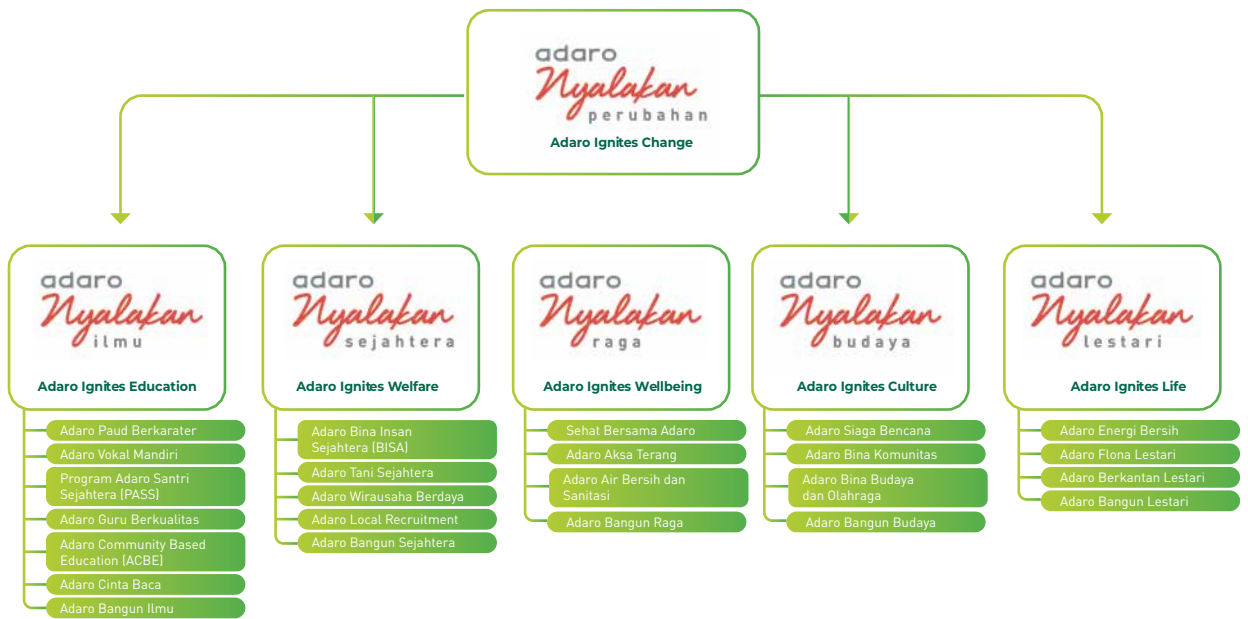 adaro
Nyalakan
perubahan
Adaro Ignites Change
adaro
Nyalakan
ilmu
Adaro Ignites Education
Adaro Paud Berkarater
Adaro Vokal Mandiri
Program Adaro Santri
Sejahtera (PASS)
Adaro Guru Berkualitas
Adaro Community Based
Education (ACBE)
Adaro Cinta Baca
Adaro Bangun Ilmu
adaro
Nyalakan
sejahtera
Adaro Ignites Welfare
Adaro Bina Insan
Sejahtera (BISA)
Adaro Tani Sejahtera
Adaro Wirausaha Berdaya
Adaro Local Recruitment
Adaro Bangun Sejahtera
adaro
Nyalakan
raga
Adaro Ignites Wellbeing
Sehat Bersama Adaro
Adaro Aksa Terang
Adaro Air Bersih dan
Sanitasi
Adaro Bangun Raga
adaro
Nyalakan
budaya
Adaro Ignites Culture
Adaro Siaga Bencana
Adaro Bina Komunitas
Adaro Bina Budaya
dan Olahraga
Adaro Bangun Budaya
adaro
Nyalakan
lestari
Adaro Ignites Life
Adaro Energi Bersih
Adaro Flona Lestari
Adaro Berkantan Lestari
Adaro Bangun Lestari